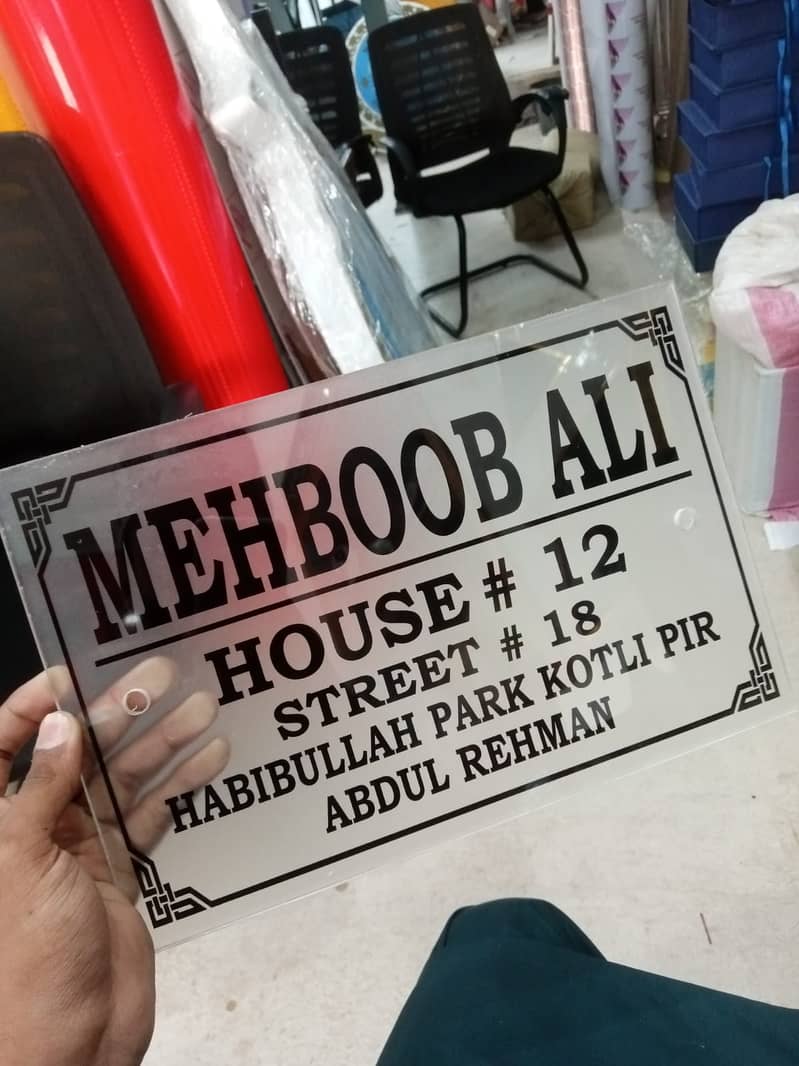 MEHBOOB ALI
HOUSE # 12
STREET # 18
HABIBULLAH PARK KOTLI PIR
ABDUL REHMAN